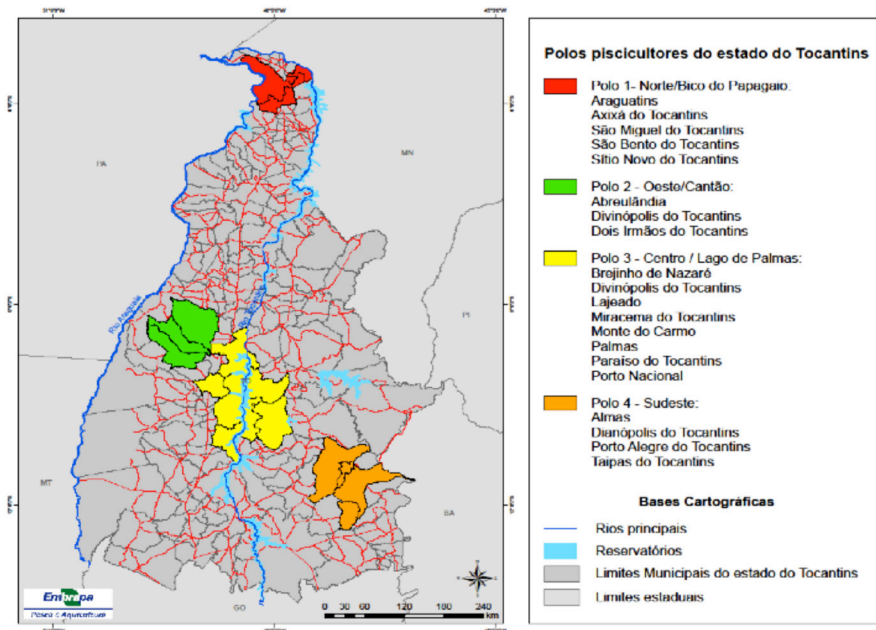 PA
MN
PI
Rio Araguaia
MT
BA
GO
Embrapa
Pesca e Aquicultura
0 30 60 120 180 240
km
Polos piscicultores do estado do Tocantins
Polo 1- Norte/Bico do Papagaio:
Araguatins
Axixá do Tocantins
São Miguel do Tocantins
São Bento do Tocantins
Sítio Novo do Tocantins
Polo 2 - Oeste/Cantão:
Abreulândia
Divinópolis do Tocantins
Dois Irmãos do Tocantins
Polo 3 - Centro / Lago de Palmas:
Brejinho de Nazaré
Divinópolis do Tocantins
Lajeado
Miracema do Tocantins
Monte do Carmo
Palmas
Paraíso do Tocantins
Porto Nacional
Polo 4 - Sudeste:
Almas
Dianópolis do Tocantins
Porto Alegre do Tocantins
Taipas do Tocantins
Bases Cartográficas
Rios principais
Reservatórios
Limites Municipais do estado do Tocantins
Limites estaduais